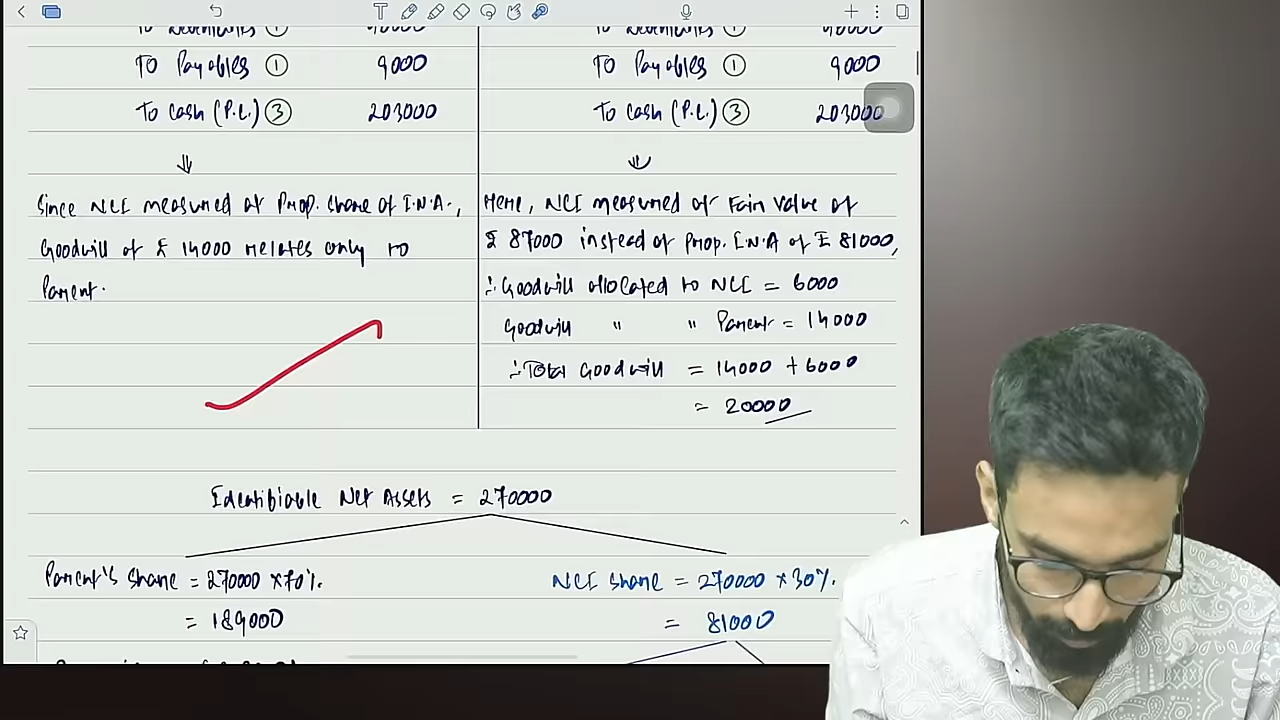 TO Payables ① 9000
To Cash (P.C.) ③ 203000
Since NCI measured at Prop. share of I.N.A.,
Goodwill of ₹ 14000 relates only to
Parent.
TO Payables ① 9000
To Cash (P.C.) ③ 203000
Here, NCI measured at Fair Value of
₹ 87000 instead of Prop. I.N.A of ₹ 81000,
∴ Goodwill allocated to NCI = 6000
Goodwill " " Parent = 14000
∴ Total Goodwill = 14000 + 6000
= 20000
Identifiable Net Assets = 270000
Parent's Share = 270000 × 70%.
= 189000
NCI Share = 270000 × 30%.
= 81000